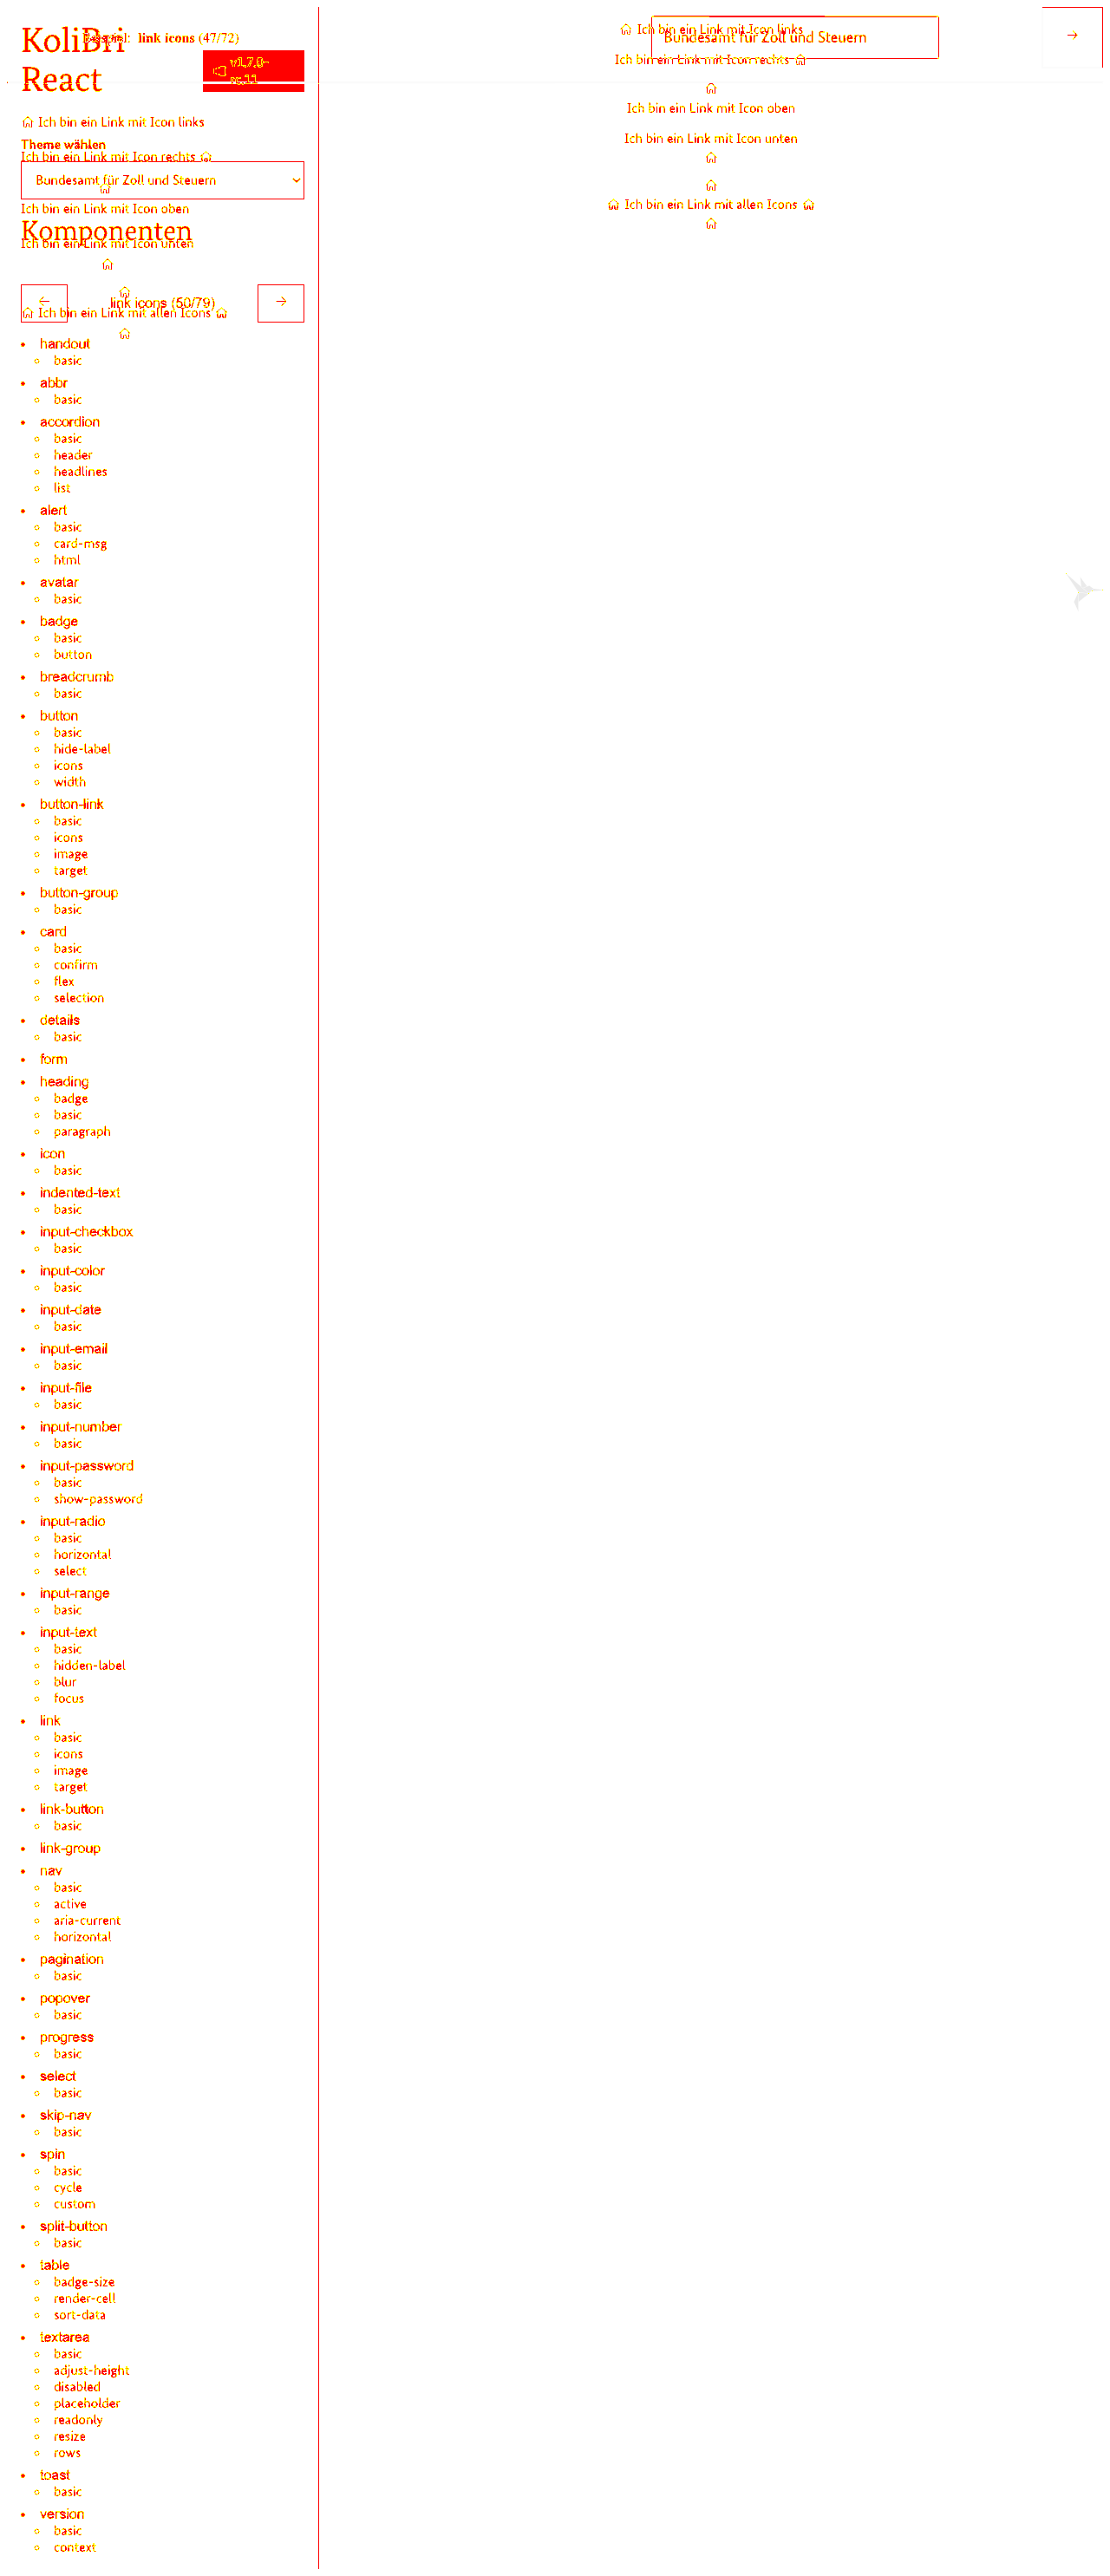 KoliBri
React
Beispiel: link icons (47/72)
v1.7.0-
rc.11
Ich bin ein Link mit Icon links
Theme wählen
Ich bin ein Link mit Icon rechts
Bundesamt für Zoll und Steuern
Ich bin ein Link mit Icon oben
Komponenten
Ich bin ein Link mit Icon unten
link icons (60/79)
Ich bin ein Link mit allen Icons
handout
basic
abbr
basic
accordion
basic
header
headlines
list
alert
basic
card-msg
html
avatar
basic
badge
basic
button
breadcrumb
basic
button
basic
hide-label
icons
width
button-link
basic
icons
image
target
button-group
basic
card
basic
confirm
flex
selection
details
basic
form
heading
badge
basic
paragraph
icon
basic
indented-text
basic
input-checkbox
basic
input-color
basic
input-date
basic
input-email
basic
input-file
basic
input-number
basic
input-password
basic
show-password
input-radio
basic
horizontal
select
input-range
basic
input-text
basic
hidden-label
blur
focus
link
basic
icons
image
target
link-button
basic
link-group
nav
basic
active
aria-current
horizontal
pagination
basic
popover
basic
progress
basic
select
basic
skip-nav
basic
spin
basic
cycle
custom
split-button
basic
table
badge-size
render-cell
sort-data
textarea
basic
adjust-height
disabled
placeholder
readonly
resize
rows
toast
basic
version
basic
context
Ich bin ein Link mit Icon links
Bundesamt für Zoll und Steuern
Ich bin ein Link mit Icon rechts
Ich bin ein Link mit Icon oben
Ich bin ein Link mit Icon unten
Ich bin ein Link mit allen Icons